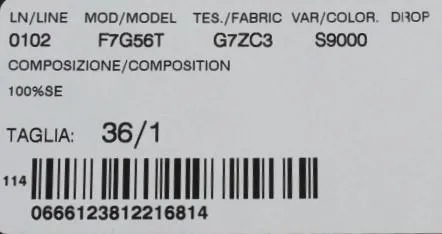 LN/LINE MOD/MODEL TES./FABRIC VAR/COLOR. DROP
0102 F7G56T G7ZC3 S9000
COMPOSIZIONE/COMPOSITION
100%SE
TAGLIA: 36/1
114
0666123812216814